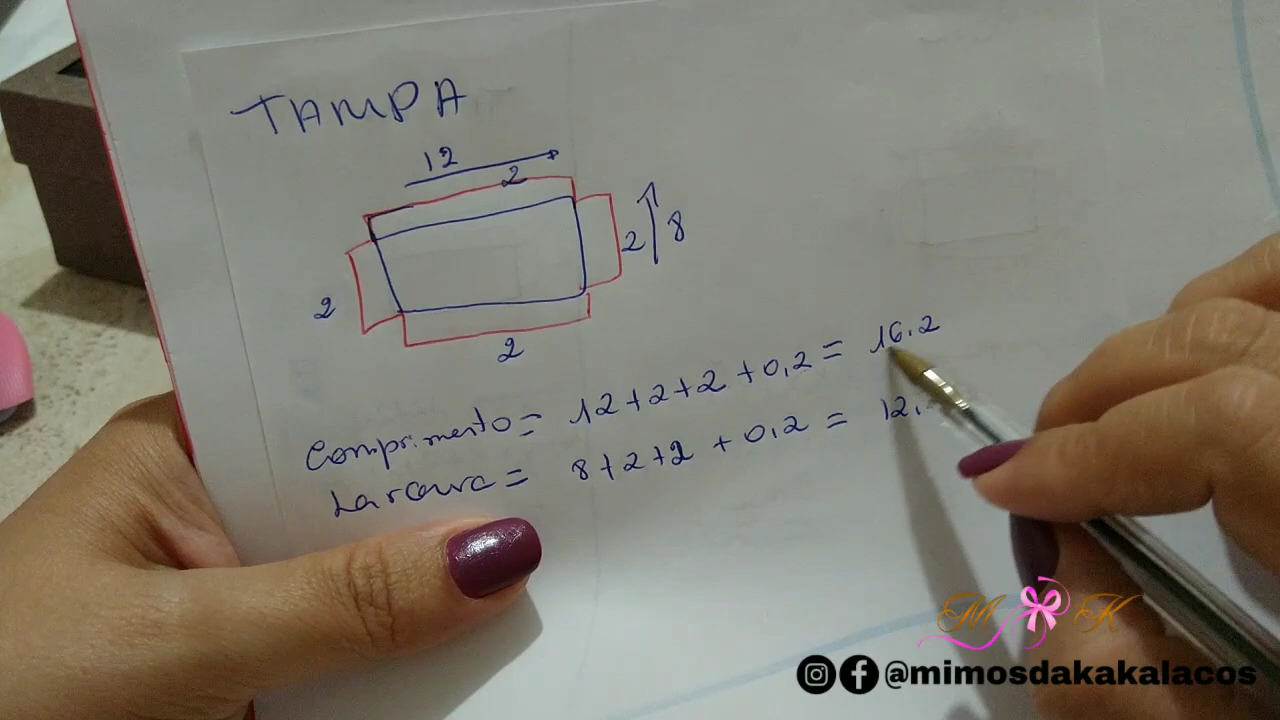 TAMPA
12
2
2 8
2
2
Comprimento = 12+2+2+0,2 = 16.2
Largura = 8+2+2+0,2 = 12.
M K
@mimosdakakalacos